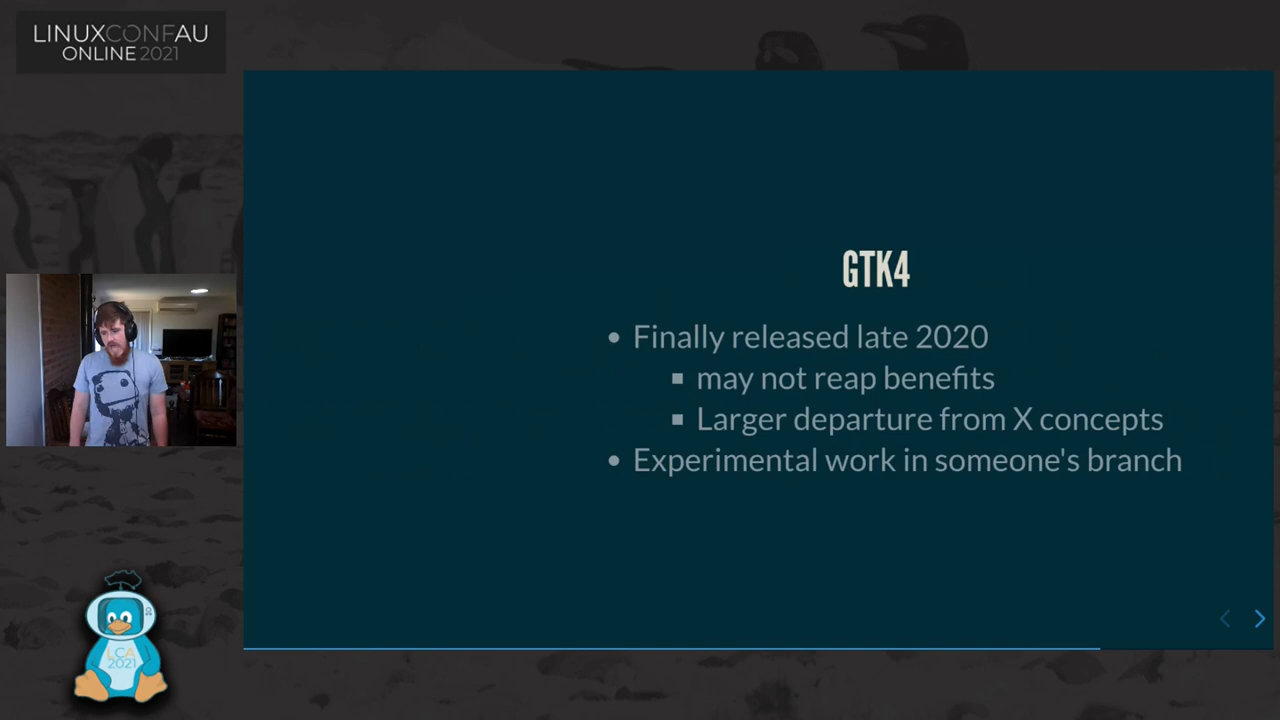 LINUXCONFAU
ONLINE 2021
GTK4
Finally released late 2020
may not reap benefits
Larger departure from X concepts
Experimental work in someone's branch
LCA
2021